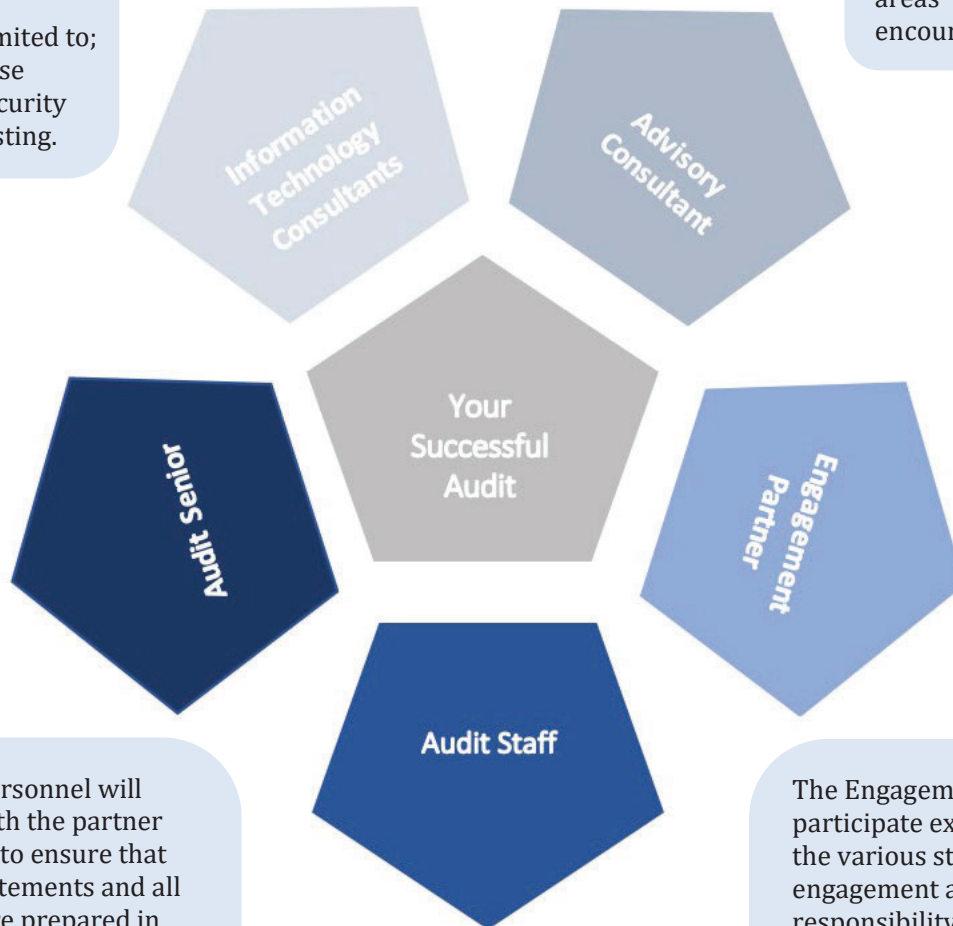 mited to;
se
curity
sting.
areas
encour
Information
Technology
Consultants
Advisory
Consultant
Your
Successful
Audit
Audit Senior
Engagement
Partner
Audit Staff
rsonnel will
th the partner
to ensure that
tements and all
e prepared in
The Engagem
participate ex
the various st
engagement a
responsibility